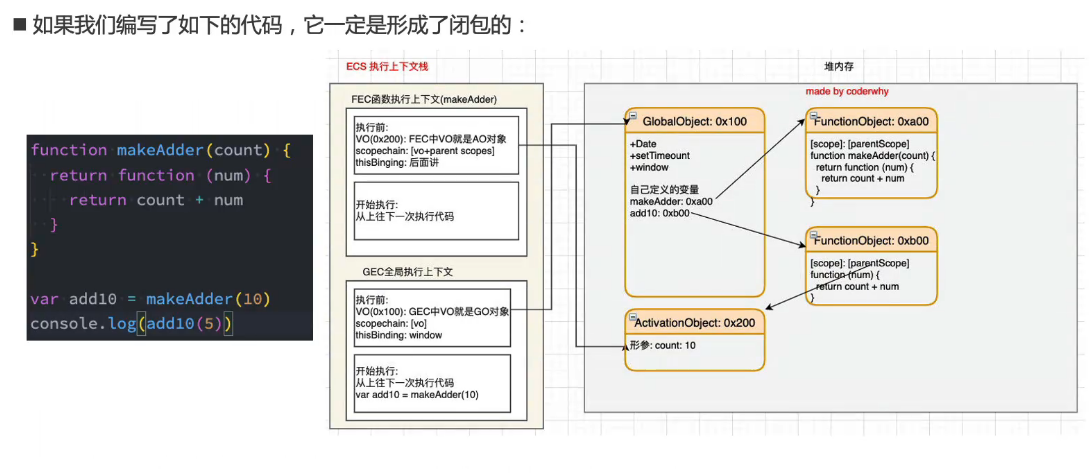 ■ 如果我们编写了如下的代码，它一定是形成了闭包的：
function makeAdder(count) {
  return function (num) {
    return count + num
  }
}
var add10 = makeAdder(10)
console.log(add10(5))
ECS 执行上下文栈
FEC函数执行上下文(makeAdder)
执行前:
VO(0x200): FEC中VO就是AO对象
scopechain: [vo+parent scopes]
thisBinging: 后面讲
开始执行:
从上往下一次执行代码
GEC全局执行上下文
执行前:
VO(0x100): GEC中VO就是GO对象
scopechain: [vo]
thisBinding: window
开始执行:
从上往下一次执行代码
var add10 = makeAdder(10)
堆内存
made by coderwhy
GlobalObject: 0x100
+Date
+setTimeount
+window
自己定义的变量
makeAdder: 0xa00
add10: 0xb00
ActivationObject: 0x200
形参: count: 10
FunctionObject: 0xa00
[scope]: [parentScope]
function makeAdder(count) {
  return function (num) {
    return count + num
  }
}
FunctionObject: 0xb00
[scope]: [parentScope]
function (num) {
  return count + num
}